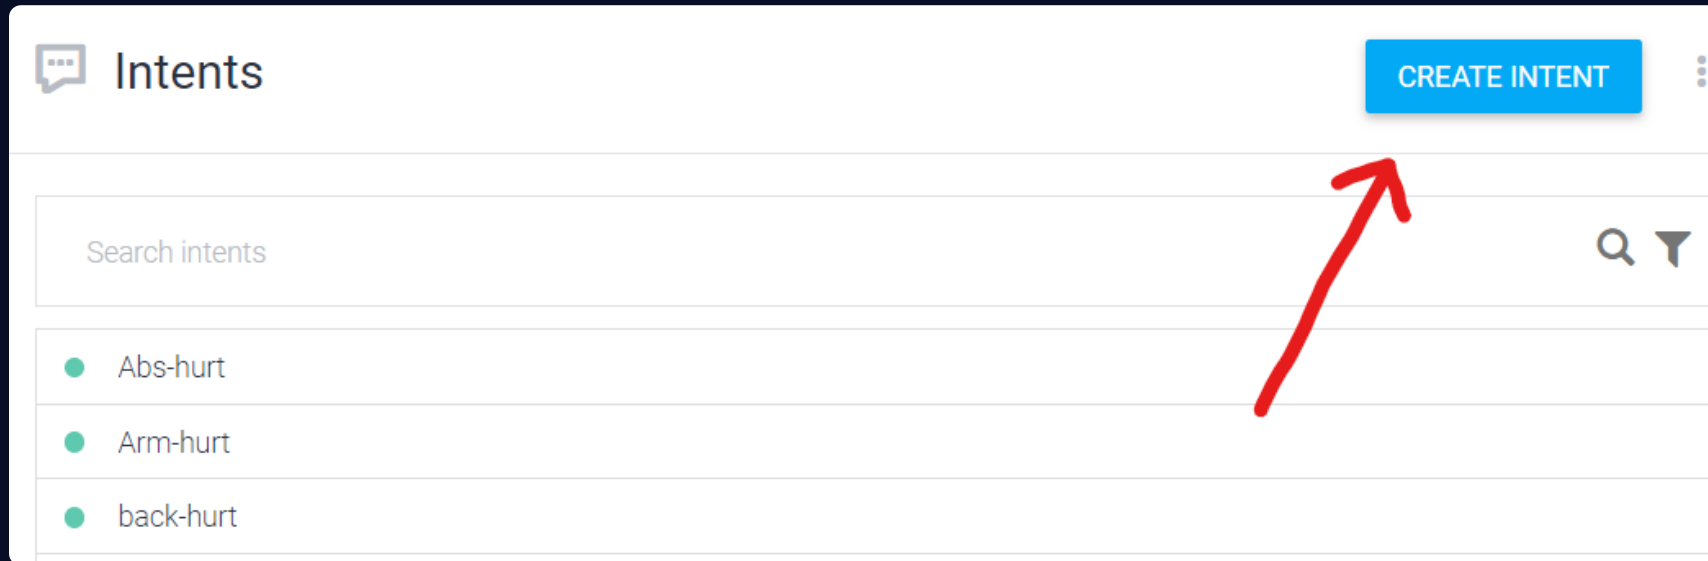 Intents
CREATE INTENT
Search intents
Abs-hurt
Arm-hurt
back-hurt